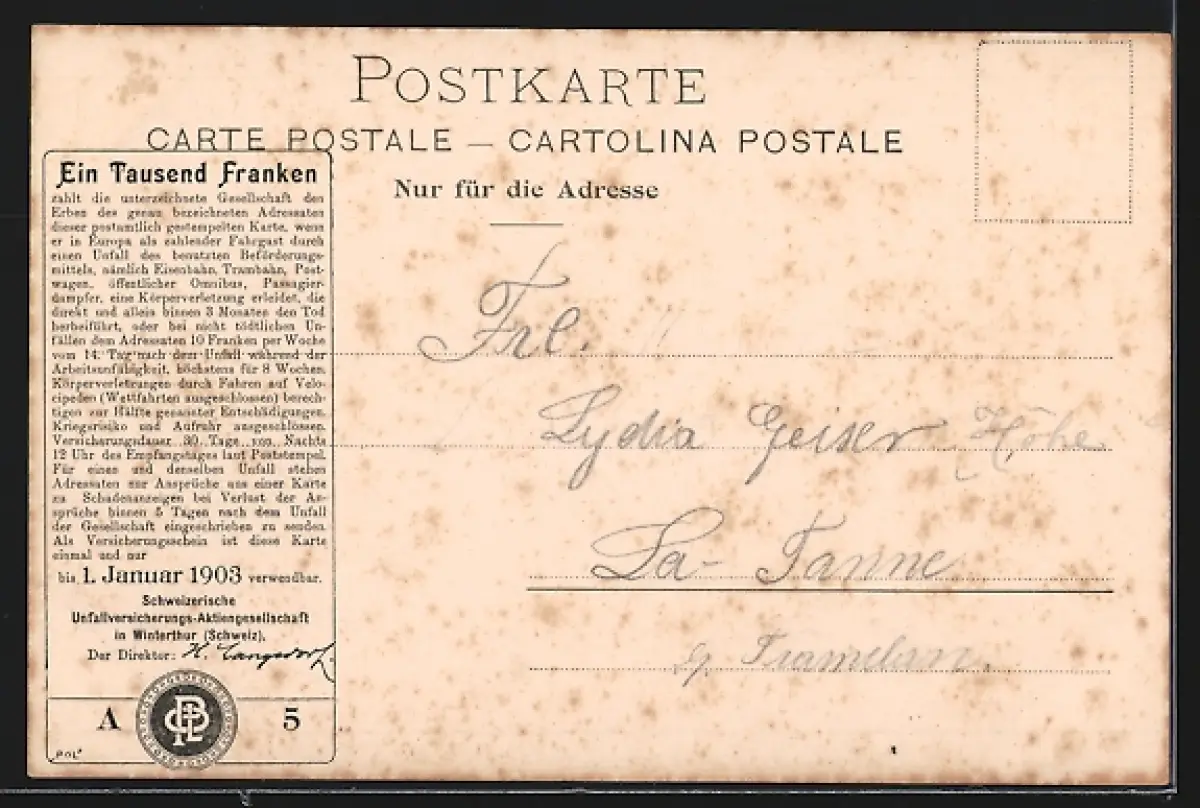 POSTKARTE
CARTE POSTALE — CARTOLINA POSTALE
Nur für die Adresse
Ein Tausend Franken
zahlt die unterzeichnete Gesellschaft den
Erben des genau bezeichneten Adressaten
dieser postamtlich gestempelten Karte, wenn
er in Europa als zahlender Fahrgast durch
einen Unfall des benutzten Beförderungs-
mittels, nämlich Eisenbahn, Trambahn, Post-
wagen, öffentlicher Omnibus, Passagier-
dampfer, eine Körperverletzung erleidet, die
direkt und allein binnen 3 Monaten den Tod
herbeiführt, oder bei nicht tödtlichen Un-
fällen dem Adressaten 10 Franken per Woche
vom 14. Tag nach dem Unfall während der
Arbeitsunfähigkeit, höchstens für 8 Wochen.
Körperverletzungen durch Fahren auf Velo-
cipeden (Wettfahrten ausgeschlossen) berech-
tigen zur Hälfte genannter Entschädigungen.
Kriegsrisiko und Aufruhr ausgeschlossen.
Versicherungsdauer 30 Tage von Nachts
12 Uhr des Empfangstages laut Poststempel.
Für einen und denselben Unfall stehen
Adressaten nur Ansprüche aus einer Karte
zu. Schadenanzeigen bei Verlust der An-
sprüche binnen 5 Tagen nach dem Unfall
der Gesellschaft eingeschrieben zu senden.
Als Versicherungsschein ist diese Karte
einmal und nur
bis 1. Januar 1903 verwendbar.
Schweizerische
Unfallversicherungs-Aktiengesellschaft
in Winterthur (Schweiz).
Der Direktor: H. Langsdorf
A 5
POL'
Frl.
Lydia Geiser Höhe
La- Tanne
g. Tramelan.